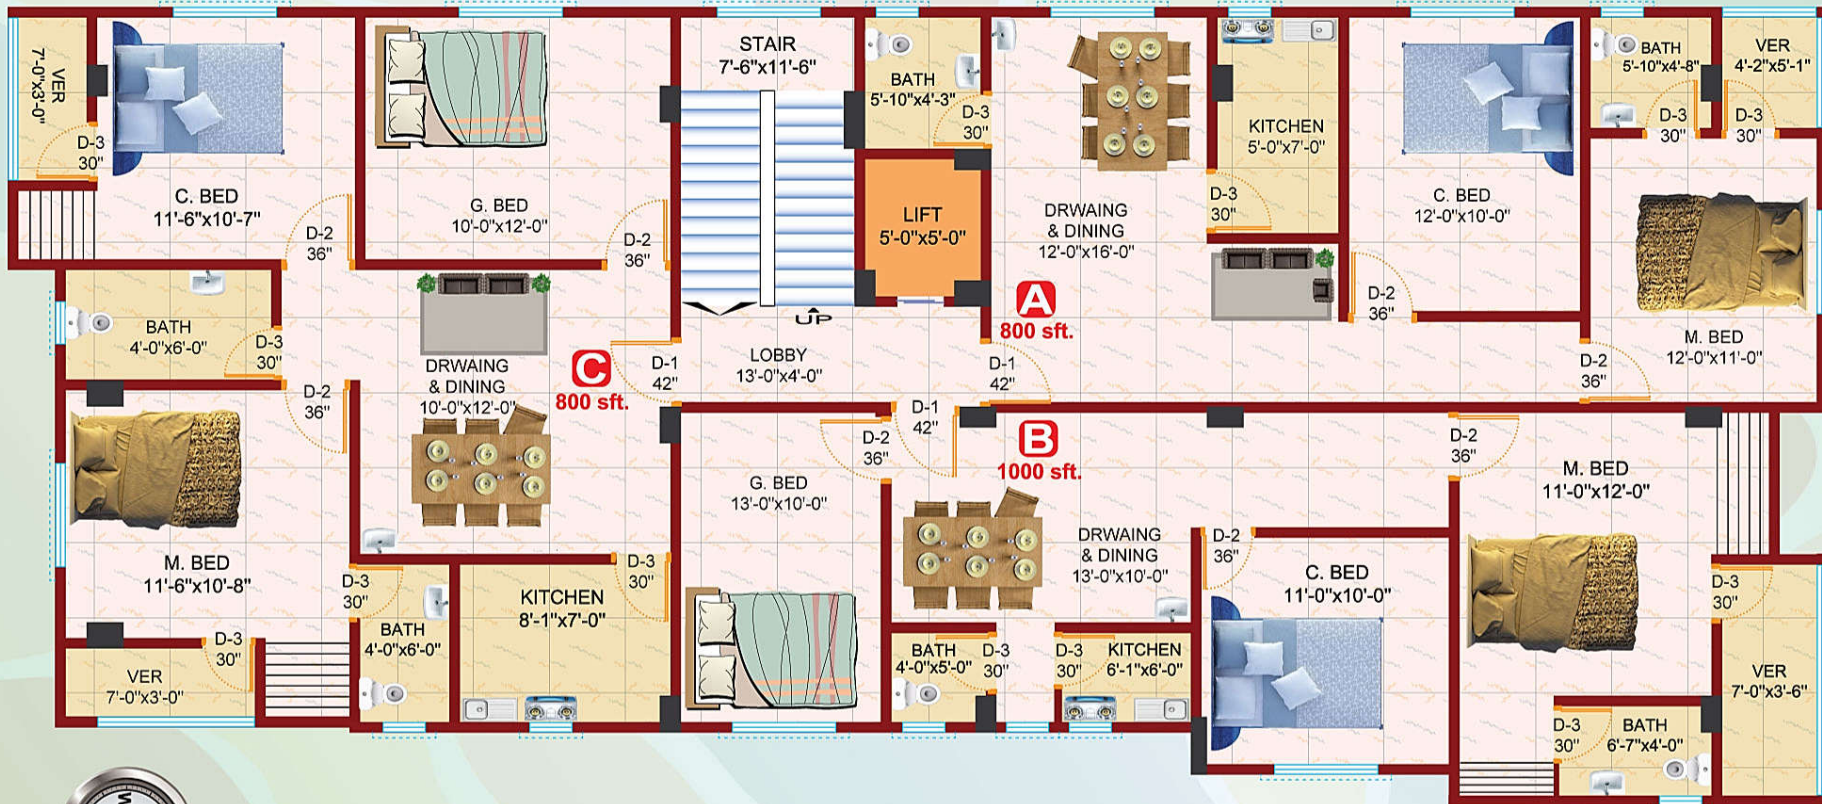 VER
7'-0"x3'-0"
D-3
30"
C. BED
11'-6"x10'-7"
D-2
36"
G. BED
10'-0"x12'-0"
D-2
36"
STAIR
7'-6"x11'-6"
UP
BATH
5'-10"x4'-3"
D-3
30"
LIFT
5'-0"x5'-0"
DRWAING
& DINING
12'-0"x16'-0"
KITCHEN
5'-0"x7'-0"
D-3
30"
C. BED
12'-0"x10'-0"
D-2
36"
BATH
5'-10"x4'-8"
D-3
30"
VER
4'-2"x5'-1"
D-3
30"
M. BED
12'-0"x11'-0"
D-2
36"
A
800 sft.
D-1
42"
LOBBY
13'-0"x4'-0"
D-1
42"
C
800 sft.
DRWAING
& DINING
10'-0"x12'-0"
BATH
4'-0"x6'-0"
D-3
30"
D-2
36"
M. BED
11'-6"x10'-8"
D-3
30"
VER
7'-0"x3'-0"
D-3
30"
BATH
4'-0"x6'-0"
KITCHEN
8'-1"x7'-0"
D-3
30"
G. BED
13'-0"x10'-0"
D-2
36"
D-1
42"
B
1000 sft.
DRWAING
& DINING
13'-0"x10'-0"
BATH
4'-0"x5'-0"
D-3
30"
D-3
30"
KITCHEN
6'-1"x6'-0"
D-2
36"
C. BED
11'-0"x10'-0"
D-2
36"
M. BED
11'-0"x12'-0"
D-3
30"
VER
7'-0"x3'-6"
D-3
30"
BATH
6'-7"x4'-0"